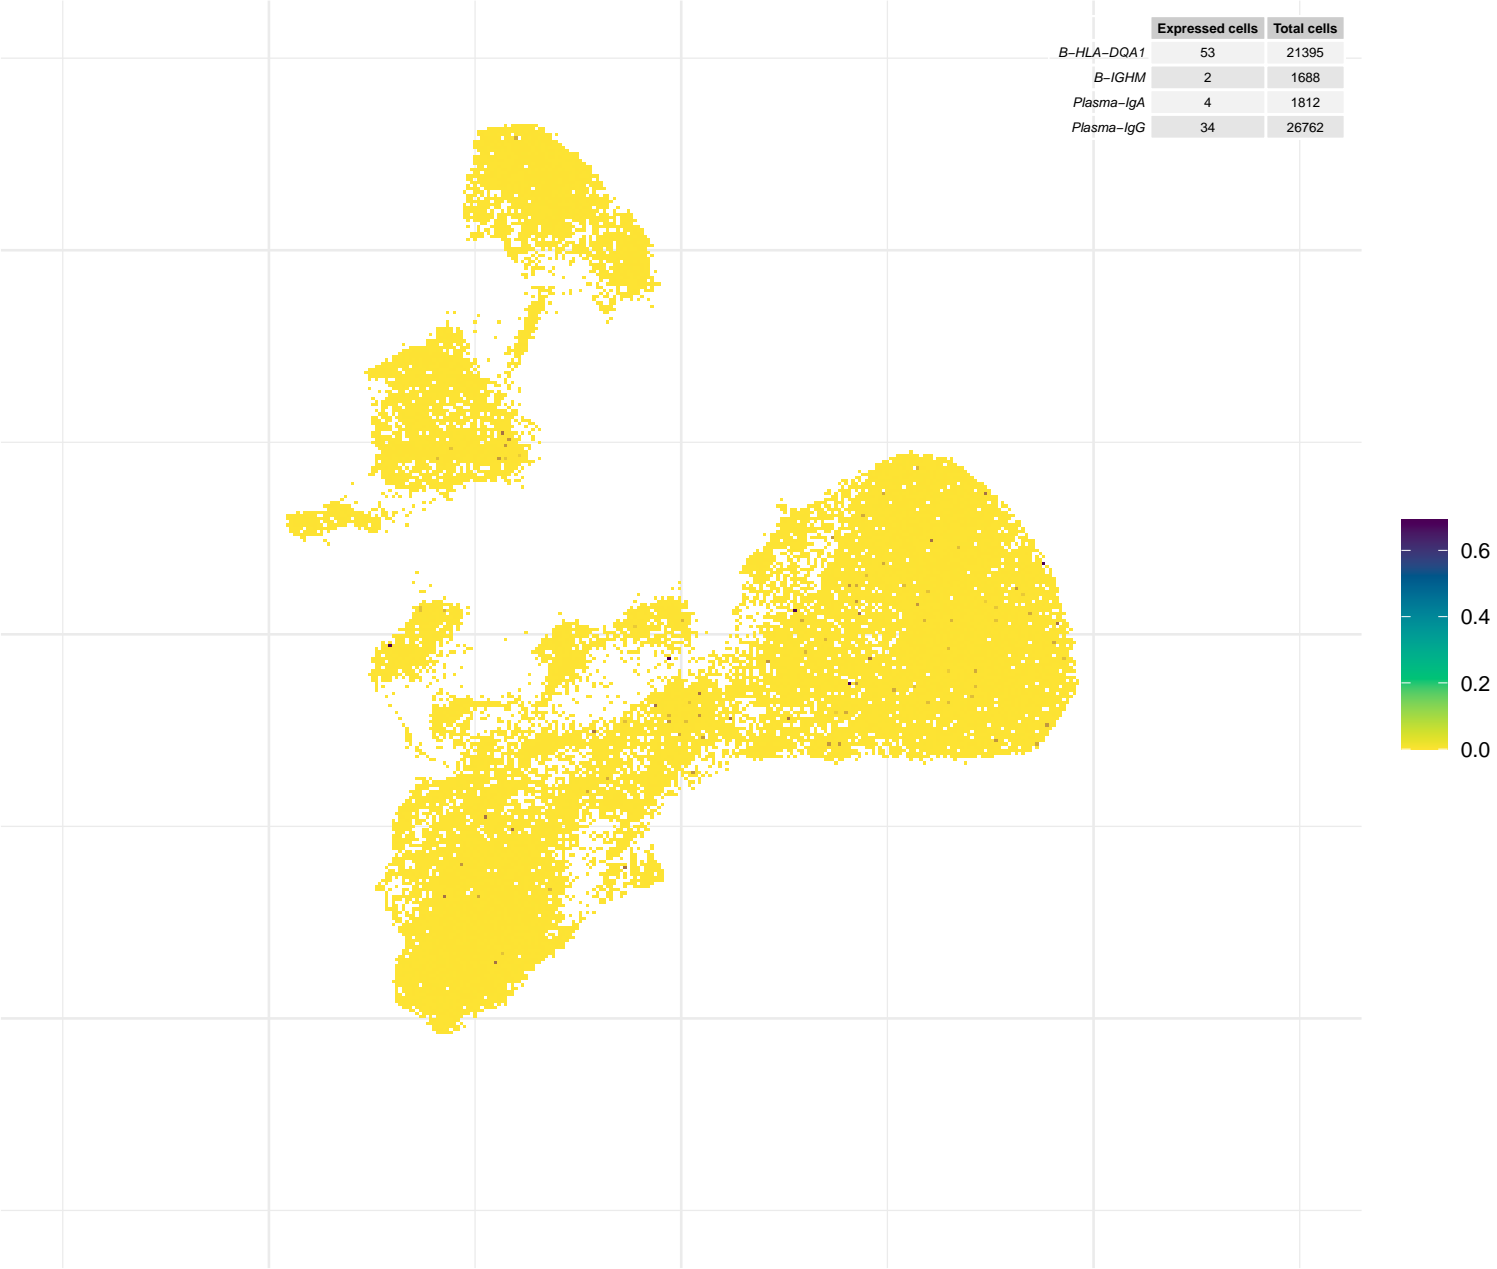 Expressed cells Total cells
B−HLA−DQA1 53 21395
B−IGHM 2 1688
Plasma−IgA 4 1812
Plasma−IgG 34 26762
0.6
0.4
0.2
0.0